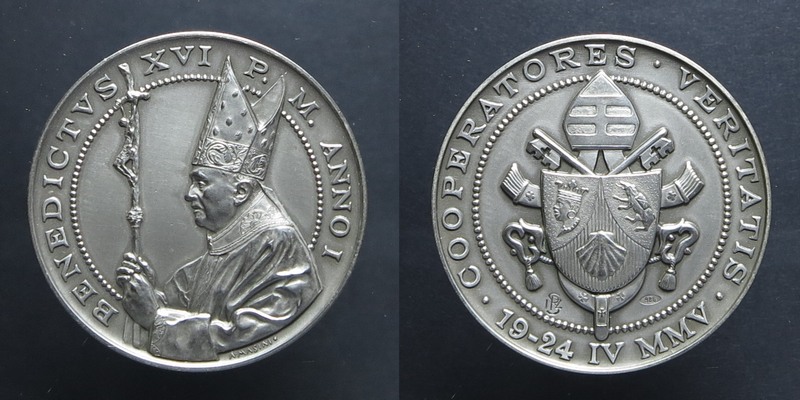 BENEDICTVS XVI P. M. ANNO I
COOPERATORES · VERITATIS ·
19-24 IV MMV ·